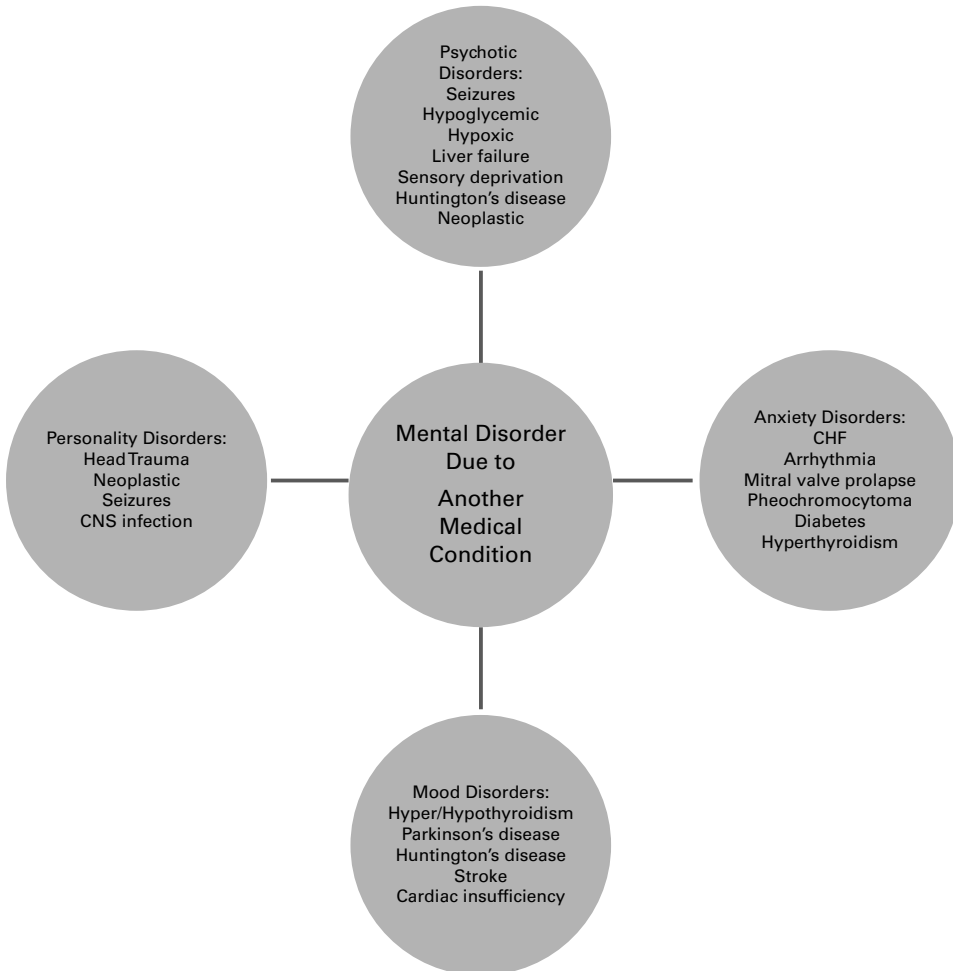 Psychotic
Disorders:
Seizures
Hypoglycemic
Hypoxic
Liver failure
Sensory deprivation
Huntington’s disease
Neoplastic
Personality Disorders:
Head Trauma
Neoplastic
Seizures
CNS infection
Mental Disorder
Due to
Another
Medical
Condition
Anxiety Disorders:
CHF
Arrhythmia
Mitral valve prolapse
Pheochromocytoma
Diabetes
Hyperthyroidism
Mood Disorders:
Hyper/Hypothyroidism
Parkinson’s disease
Huntington’s disease
Stroke
Cardiac insufficiency